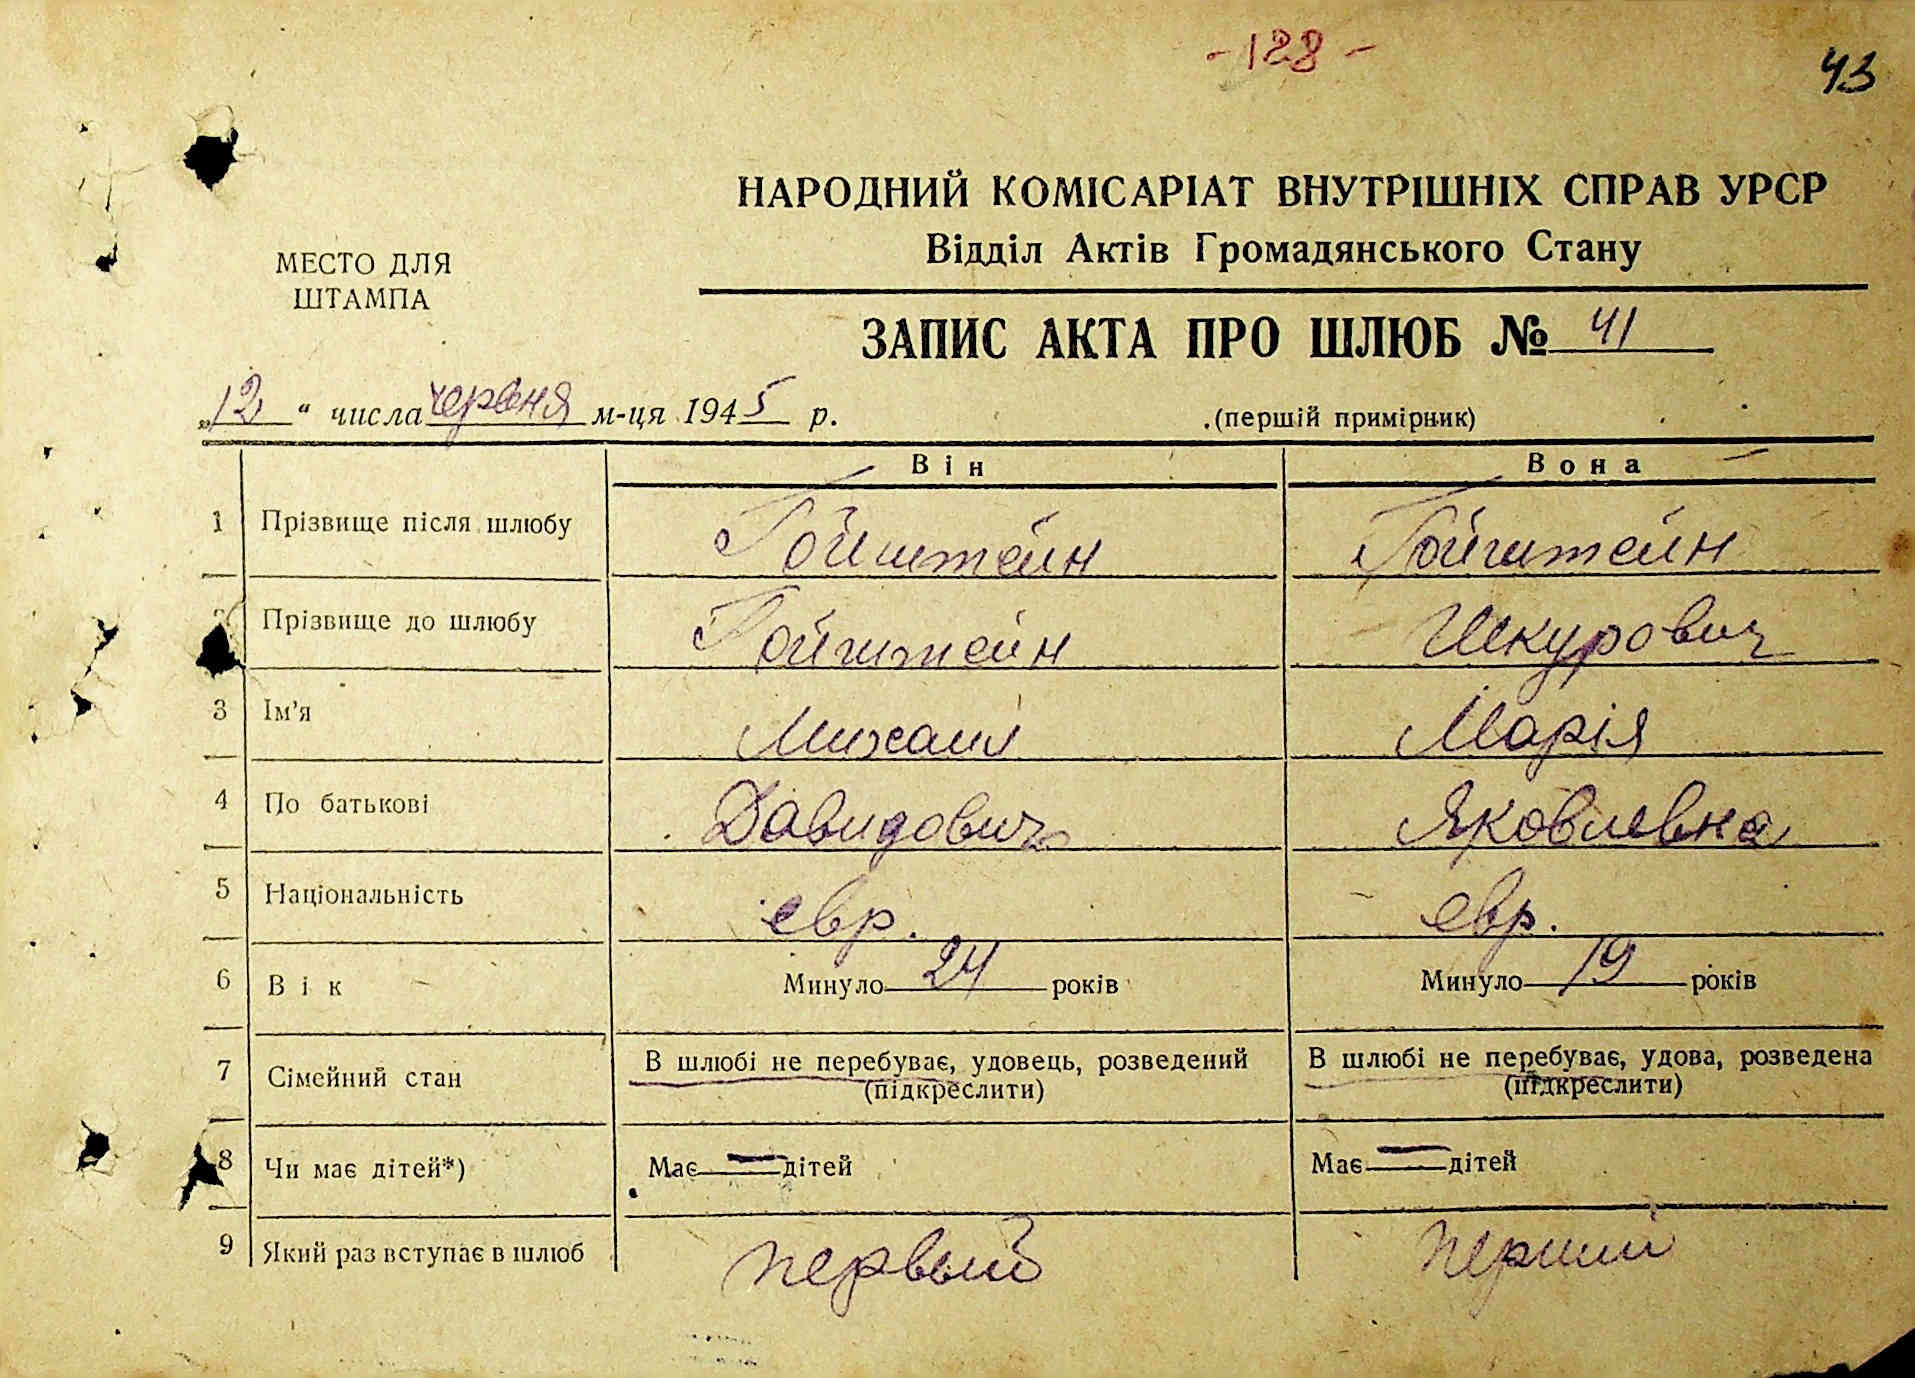 - 128 -
43
НАРОДНИЙ КОМІСАРІАТ ВНУТРІШНІХ СПРАВ УРСР
Відділ Актів Громадянського Стану
МЕСТО ДЛЯ
ШТАМПА
ЗАПИС АКТА ПРО ШЛЮБ № 41
„12“ числа червня м-ця 1945 р.
(першій примірник)
Він Вона
1 Прізвище після шлюбу Гойштейн Гойштейн
2 Прізвище до шлюбу Гойштейн Шкурович
3 Ім'я Михаил Марія
4 По батькові Давидович Яковлевна
5 Національність евр. евр.
6 Вік Минуло 24 років Минуло 19 років
7 Сімейний стан В шлюбі не перебуває, удовець, розведений В шлюбі не перебуває, удова, розведена
(підкреслити) (підкреслити)
8 Чи має дітей*) Має — дітей Має — дітей
9 Який раз вступає в шлюб первый перший